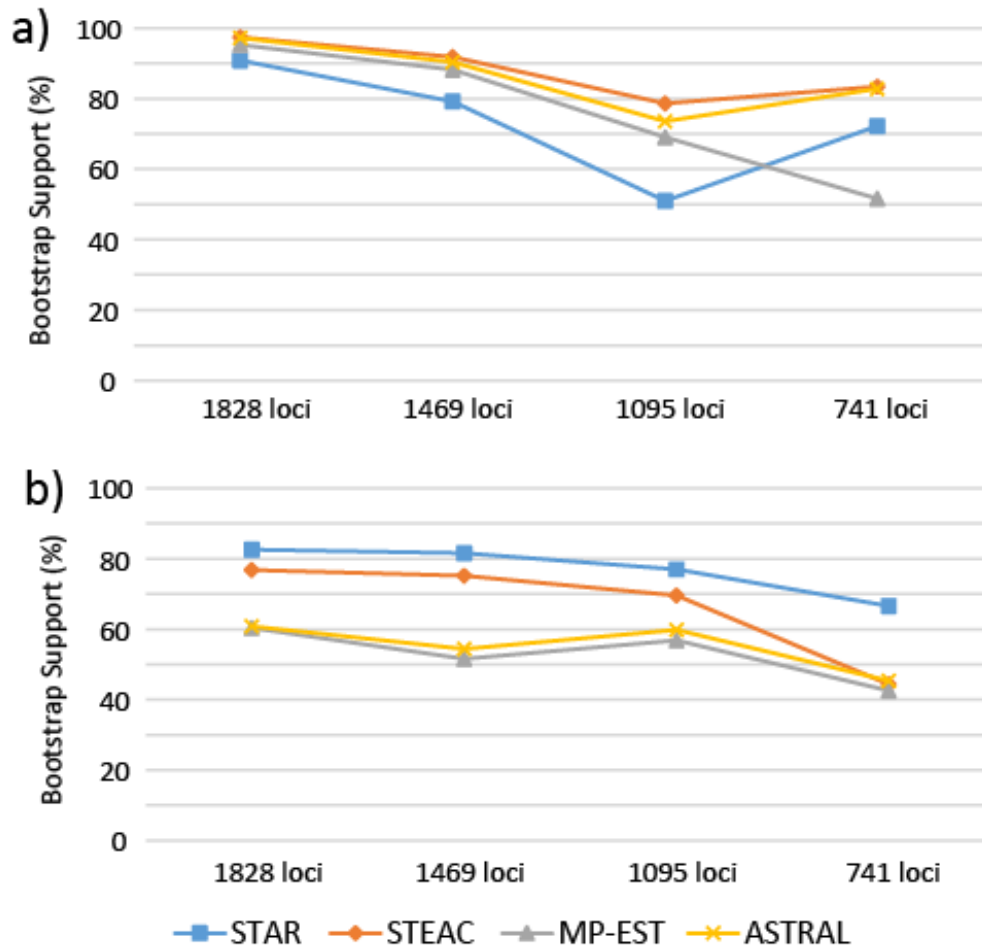 a)
Bootstrap Support (%)
100
80
60
40
20
0
1828 loci 1469 loci 1095 loci 741 loci
b)
Bootstrap Support (%)
100
80
60
40
20
0
1828 loci 1469 loci 1095 loci 741 loci
STAR STEAC MP-EST ASTRAL